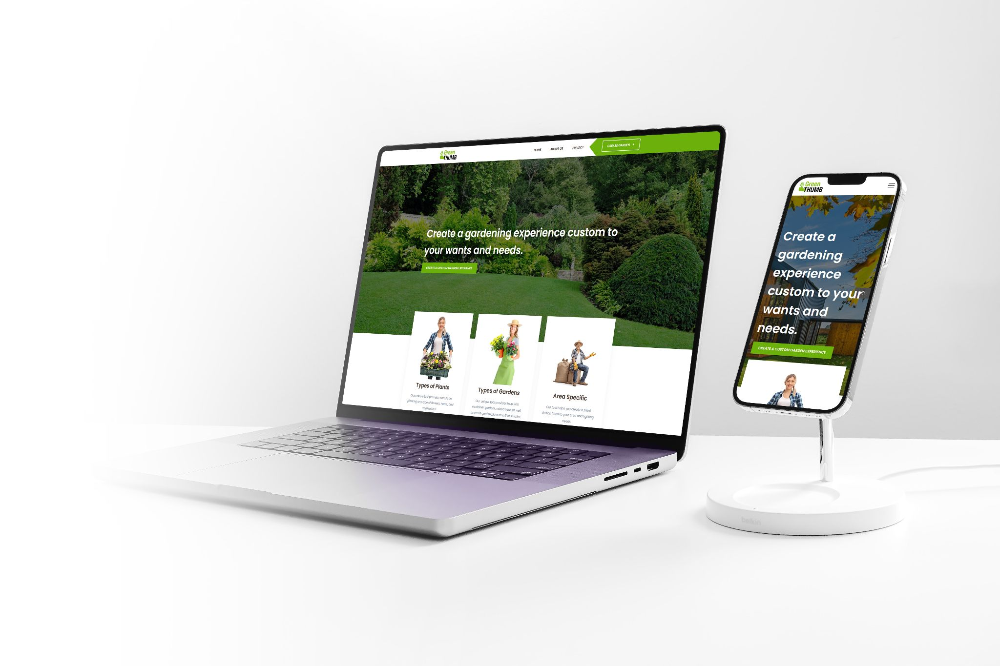 Green
THUMB
HOME
ABOUT US
PRIVACY
CREATE GARDEN +
Create a gardening experience custom to
your wants and needs.
CREATE A CUSTOM GARDEN EXPERIENCE
Types of Plants
Our unique tool provides details on
planting any type of flowers, herbs, and
vegetables.
Types of Gardens
Our unique tool provides help with
container gardens, raised beds as well
as small garden plots of 6x6' of smaller.
Area Specific
Our tool helps you create a plant
design fitted to your area and lighting
needs.
Green
THUMB
Create a
gardening
experience
custom to your
wants and
needs.
CREATE A CUSTOM GARDEN EXPERIENCE
belkin